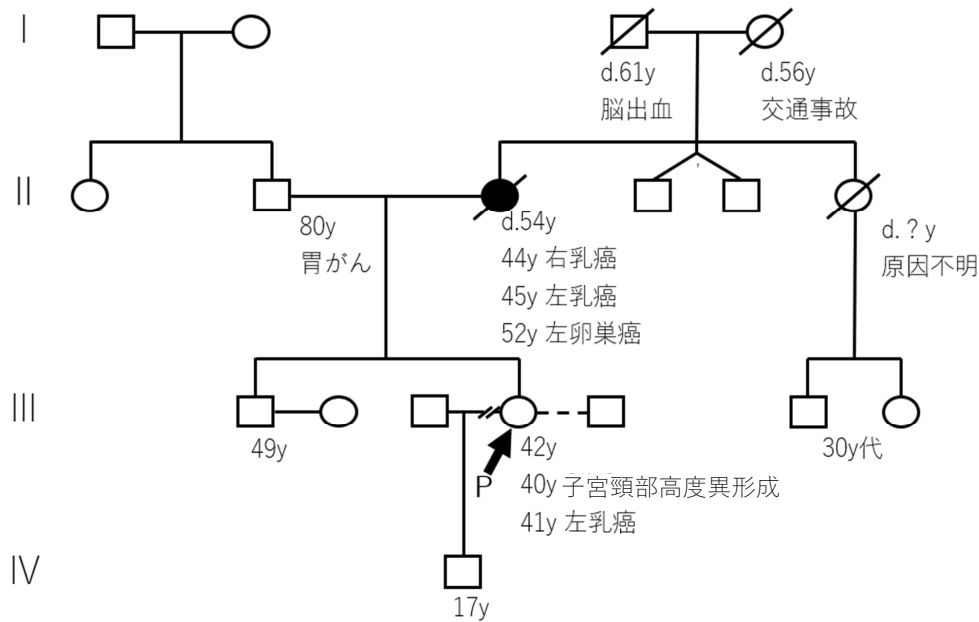 I
d.61y
脳出血
d.56y
交通事故
II
?
80y
胃がん
d.54y
44y 右乳癌
45y 左乳癌
52y 左卵巣癌
d.？y
原因不明
III
49y
P
42y
40y 子宮頸部高度異形成
41y 左乳癌
30y代
IV
17y